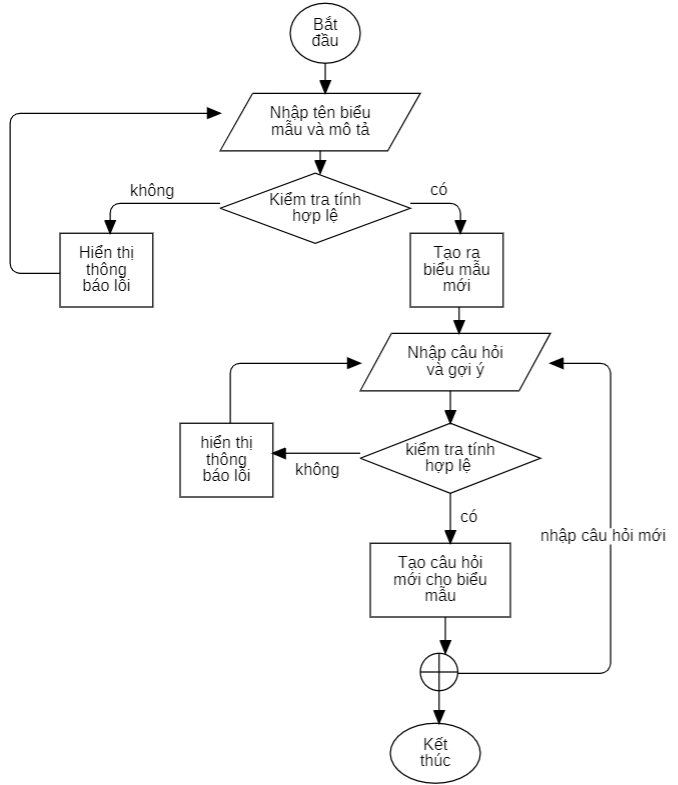 Bắt
đầu
Nhập tên biểu
mẫu và mô tả
Kiểm tra tính
hợp lệ
không
có
Hiển thị
thông
báo lỗi
Tạo ra
biểu mẫu
mới
Nhập câu hỏi
và gợi ý
kiểm tra tính
hợp lệ
hiển thị
thông
báo lỗi
không
có
nhập câu hỏi mới
Tạo câu hỏi
mới cho biểu
mẫu
Kết
thúc